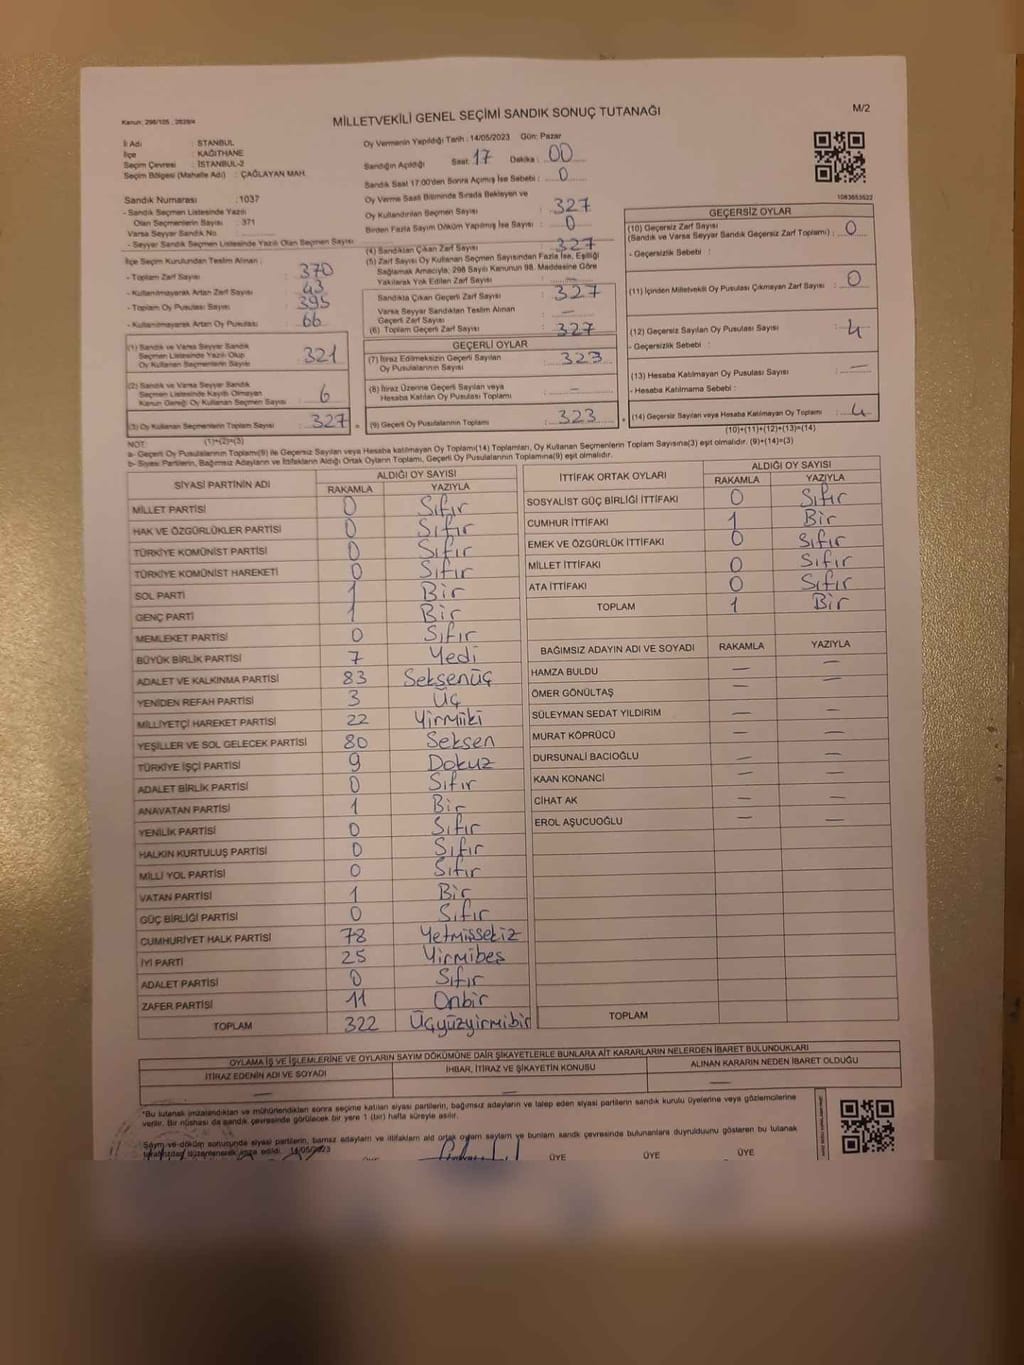 Kanun: 298/105 , 2839/4
MİLLETVEKİLİ GENEL SEÇİMİ SANDIK SONUÇ TUTANAĞI
M/2
İl Adı : STANBUL
İlçe : KAĞITHANE
Seçim Çevresi : İSTANBUL-2
Seçim Bölgesi (Mahalle Adı) : ÇAĞLAYAN MAH.
Sandık Numarası : 1037
- Sandık Seçmen Listesinde Yazılı
Olan Seçmenlerin Sayısı : 371
Varsa Seyyar Sandık No
- Seyyar Sandık Seçmen Listesinde Yazılı Olan Seçmen Sayısı
İlçe Seçim Kurulundan Teslim Alınan :
- Toplam Zarf Sayısı : 370
- Kullanılmayarak Artan Zarf Sayısı : 43
- Toplam Oy Pusulası Sayısı : 395
- Kullanılmayarak Artan Oy Pusulası : 66
(1) Sandık ve Varsa Seyyar Sandık
Seçmen Listesinde Yazılı Olup
Oy Kullanan Seçmenlerin Sayısı : 321
(2) Sandık ve Varsa Seyyar Sandık
Seçmen Listesinde Kayıtlı Olmayan
Kanun Gereği Oy Kullanan Seçmen Sayısı : 6
(3) Oy Kullanan Seçmenlerin Toplam Sayısı : 327 =
(1)+(2)=(3)
Oy Vermenin Yapıldığı Tarih : 14/05/2023 Gün: Pazar
Sandığın Açıldığı Saat : 17 Dakika : 00
Sandık Saat 17:00'den Sonra Açılmış İse Sebebi : 0
Oy Verme Saati Bitiminde Sırada Bekleyen ve
Oy Kullandırılan Seçmen Sayısı : 327
Birden Fazla Sayım Dökümü Yapılmış İse Sayısı : 0
(4) Sandıktan Çıkan Zarf Sayısı : 327
(5) Zarf Sayısı Oy Kullanan Seçmen Sayısından Fazla İse, Eşitliği
Sağlamak Amacıyla, 298 Sayılı Kanunun 98. Maddesine Göre
Yakılarak Yok Edilen Zarf Sayısı : —
Sandıkta Çıkan Geçerli Zarf Sayısı : 327
Varsa Seyyar Sandıktan Teslim Alınan
Geçerli Zarf Sayısı : —
(6) Toplam Geçerli Zarf Sayısı : 327
GEÇERLİ OYLAR
(7) İtiraz Edilmeksizin Geçerli Sayılan
Oy Pusulalarının Sayısı : 323
(8) İtiraz Üzerine Geçerli Sayılan veya
Hesaba Katılan Oy Pusulası Toplamı : —
(9) Geçerli Oy Pusulalarının Toplamı : 323 +
1083653522
GEÇERSİZ OYLAR
(10) Geçersiz Zarf Sayısı
(Sandık ve Varsa Seyyar Sandık Geçersiz Zarf Toplamı) : 0
- Geçersizlik Sebebi :
(11) İçinden Milletvekili Oy Pusulası Çıkmayan Zarf Sayısı : 0
(12) Geçersiz Sayılan Oy Pusulası Sayısı : 4
- Geçersizlik Sebebi :
(13) Hesaba Katılmayan Oy Pusulası Sayısı : —
- Hesaba Katılmama Sebebi :
(14) Geçersiz Sayılan veya Hesaba Katılmayan Oy Toplamı : 4
(10)+(11)+(12)+(13)=(14)
NOT:
a- Geçerli Oy Pusulalarının Toplamı(9) ile Geçersiz Sayılan veya Hesaba katılmayan Oy Toplamı(14) Toplamları, Oy Kullanan Seçmenlerin Toplam Sayısına(3) eşit olmalıdır. (9)+(14)=(3)
b- Siyasi Partilerin, Bağımsız Adayların ve İttifakların Aldığı Ortak Oyların Toplamı, Geçerli Oy Pusulalarının Toplamına(9) eşit olmalıdır.
SİYASİ PARTİNİN ADI ALDIĞI OY SAYISI
RAKAMLA YAZIYLA
MİLLET PARTİSİ 0 Sıfır
HAK VE ÖZGÜRLÜKLER PARTİSİ 0 Sıfır
TÜRKİYE KOMÜNİST PARTİSİ 0 Sıfır
TÜRKİYE KOMÜNİST HAREKETİ 0 Sıfır
SOL PARTİ 1 Bir
GENÇ PARTİ 1 Bir
MEMLEKET PARTİSİ 0 Sıfır
BÜYÜK BİRLİK PARTİSİ 7 Yedi
ADALET VE KALKINMA PARTİSİ 83 Seksenüç
YENİDEN REFAH PARTİSİ 3 Üç
MİLLİYETÇİ HAREKET PARTİSİ 22 Yirmiiki
YEŞİLLER VE SOL GELECEK PARTİSİ 80 Seksen
TÜRKİYE İŞÇİ PARTİSİ 9 Dokuz
ADALET BİRLİK PARTİSİ 0 Sıfır
ANAVATAN PARTİSİ 1 Bir
YENİLİK PARTİSİ 0 Sıfır
HALKIN KURTULUŞ PARTİSİ 0 Sıfır
MİLLİ YOL PARTİSİ 0 Sıfır
VATAN PARTİSİ 1 Bir
GÜÇ BİRLİĞİ PARTİSİ 0 Sıfır
CUMHURİYET HALK PARTİSİ 78 Yetmişsekiz
İYİ PARTİ 25 Yirmibeş
ADALET PARTİSİ 0 Sıfır
ZAFER PARTİSİ 11 Onbir
TOPLAM 322 Üçyüzyirmibir
İTTİFAK ORTAK OYLARI ALDIĞI OY SAYISI
RAKAMLA YAZIYLA
SOSYALİST GÜÇ BİRLİĞİ İTTİFAKI 0 Sıfır
CUMHUR İTTİFAKI 1 Bir
EMEK VE ÖZGÜRLÜK İTTİFAKI 0 Sıfır
MİLLET İTTİFAKI 0 Sıfır
ATA İTTİFAKI 0 Sıfır
TOPLAM 1 Bir
BAĞIMSIZ ADAYIN ADI VE SOYADI RAKAMLA YAZIYLA
HAMZA BULDU — —
ÖMER GÖNÜLTAŞ — —
SÜLEYMAN SEDAT YILDIRIM — —
MURAT KÖPRÜCÜ — —
DURSUNALİ BACIOĞLU — —
KAAN KONANCİ — —
CİHAT AK — —
EROL AŞUCUOĞLU — —
TOPLAM
OYLAMA İŞ VE İŞLEMLERİNE VE OYLARIN SAYIM DÖKÜMÜNE DAİR ŞİKAYETLERLE BUNLARA AİT KARARLARIN NELERDEN İBARET BULUNDUKLARI
İTİRAZ EDENİN ADI VE SOYADI İHBAR, İTİRAZ VE ŞİKAYETİN KONUSU ALINAN KARARIN NEDEN İBARET OLDUĞU
— — —
*Bu tutanak imzalandıktan ve mühürlendikten sonra seçime katılan siyasi partilerin, bağımsız adayların ve talep eden siyasi partilerin sandık kurulu üyelerine veya gözlemcilerine
verilir. Bir nüshası da sandık çevresinde görülecek bir yere 1 (bir) hafta süreyle asılır.
Sayım ve döküm sonucunda siyasi partilerin, bağımsız adayların ve ittifakların aldığı ortak oyların sayısını ve bunların sandık çevresinde bulunanlara duyrulduunu gösteren bu tutanak
tarafımızdan düzenlenerek imza edildi. 14/05/2023
ÜYE ÜYE ÜYE ÜYE